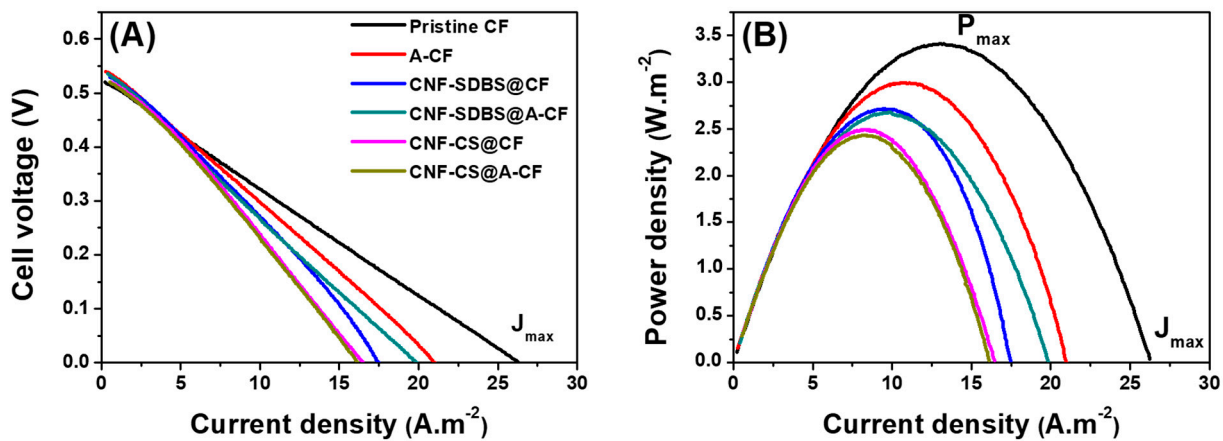 (A)
Pristine CF
A-CF
CNF-SDBS@CF
CNF-SDBS@A-CF
CNF-CS@CF
CNF-CS@A-CF
Cell voltage (V)
0.6
0.5
0.4
0.3
0.2
0.1
0.0
J_max
0 5 10 15 20 25 30
Current density (A.m⁻²)
(B)
P_max
Power density (W.m⁻²)
3.5
3.0
2.5
2.0
1.5
1.0
0.5
0.0
J_max
0 5 10 15 20 25 30
Current density (A.m⁻²)